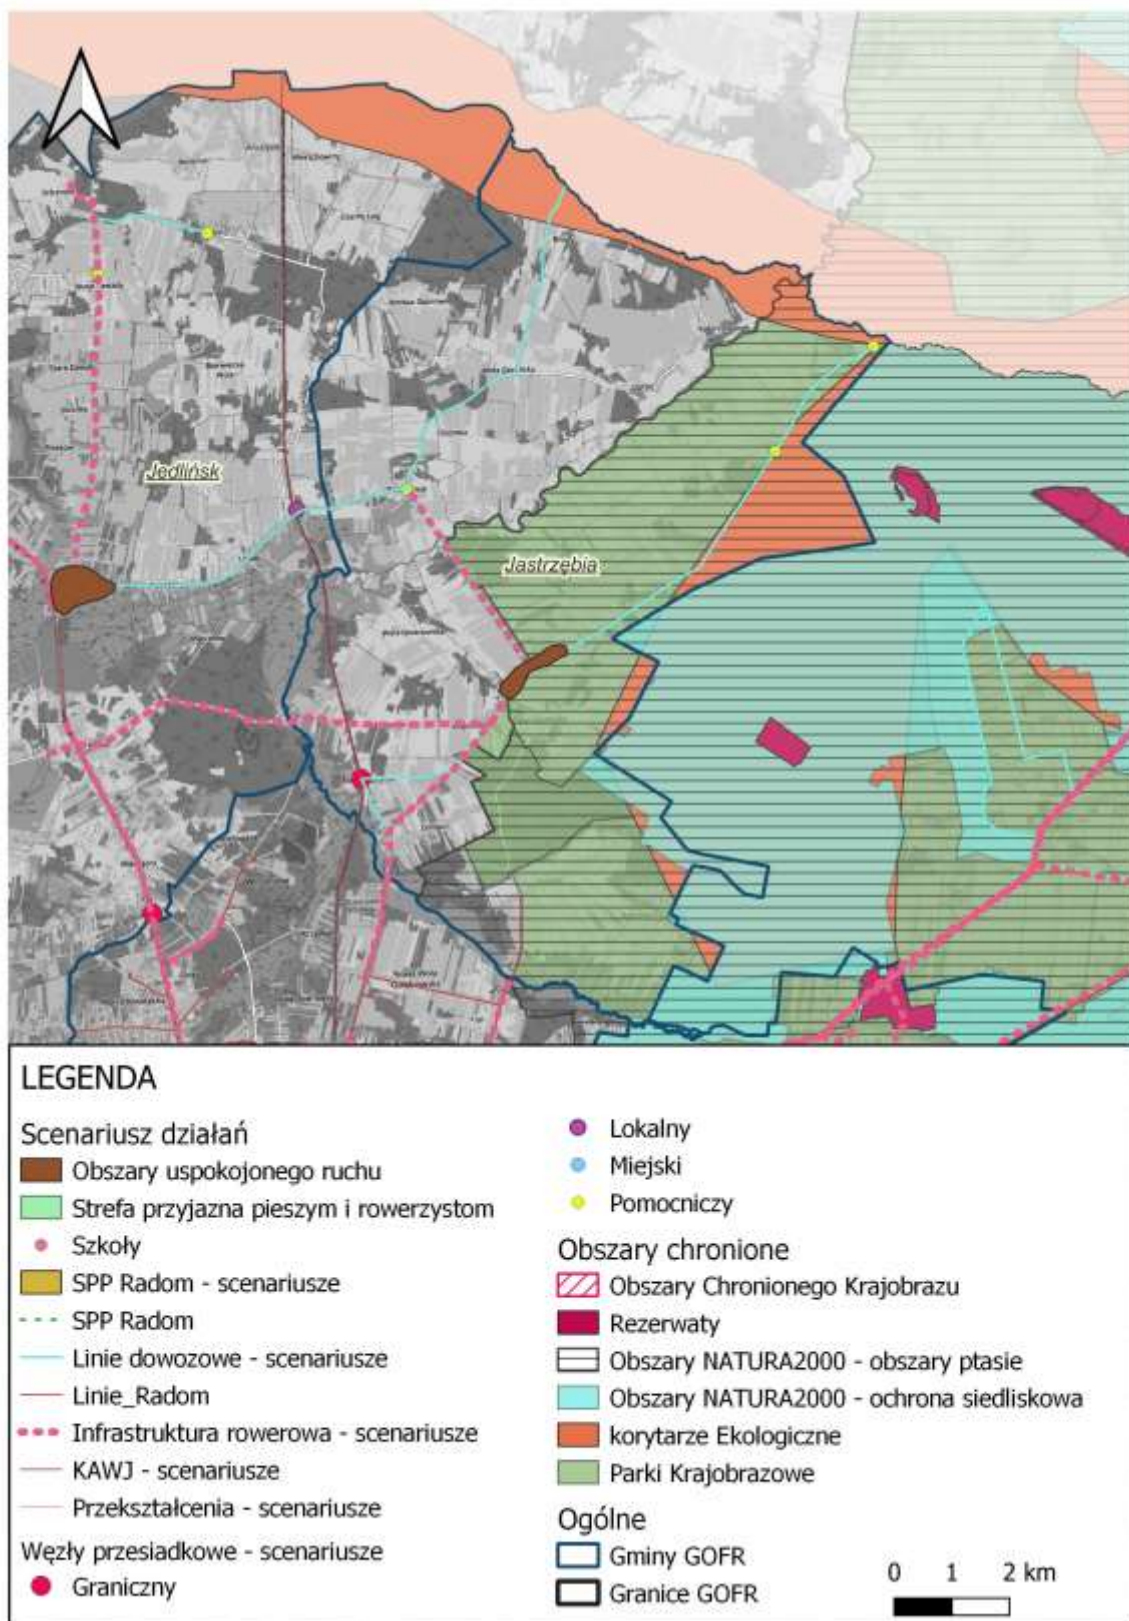 Jedlińsk
Jastrzębia
LEGENDA
Scenariusz działań
Obszary uspokojonego ruchu
Strefa przyjazna pieszym i rowerzystom
Szkoły
SPP Radom - scenariusze
SPP Radom
Linie dowozowe - scenariusze
Linie_Radom
Infrastruktura rowerowa - scenariusze
KAWJ - scenariusze
Przekształcenia - scenariusze
Węzły przesiadkowe - scenariusze
Graniczny
Lokalny
Miejski
Pomocniczy
Obszary chronione
Obszary Chronionego Krajobrazu
Rezerwaty
Obszary NATURA2000 - obszary ptasie
Obszary NATURA2000 - ochrona siedliskowa
korytarze Ekologiczne
Parki Krajobrazowe
Ogólne
Gminy GOFR
Granice GOFR
0 1 2 km